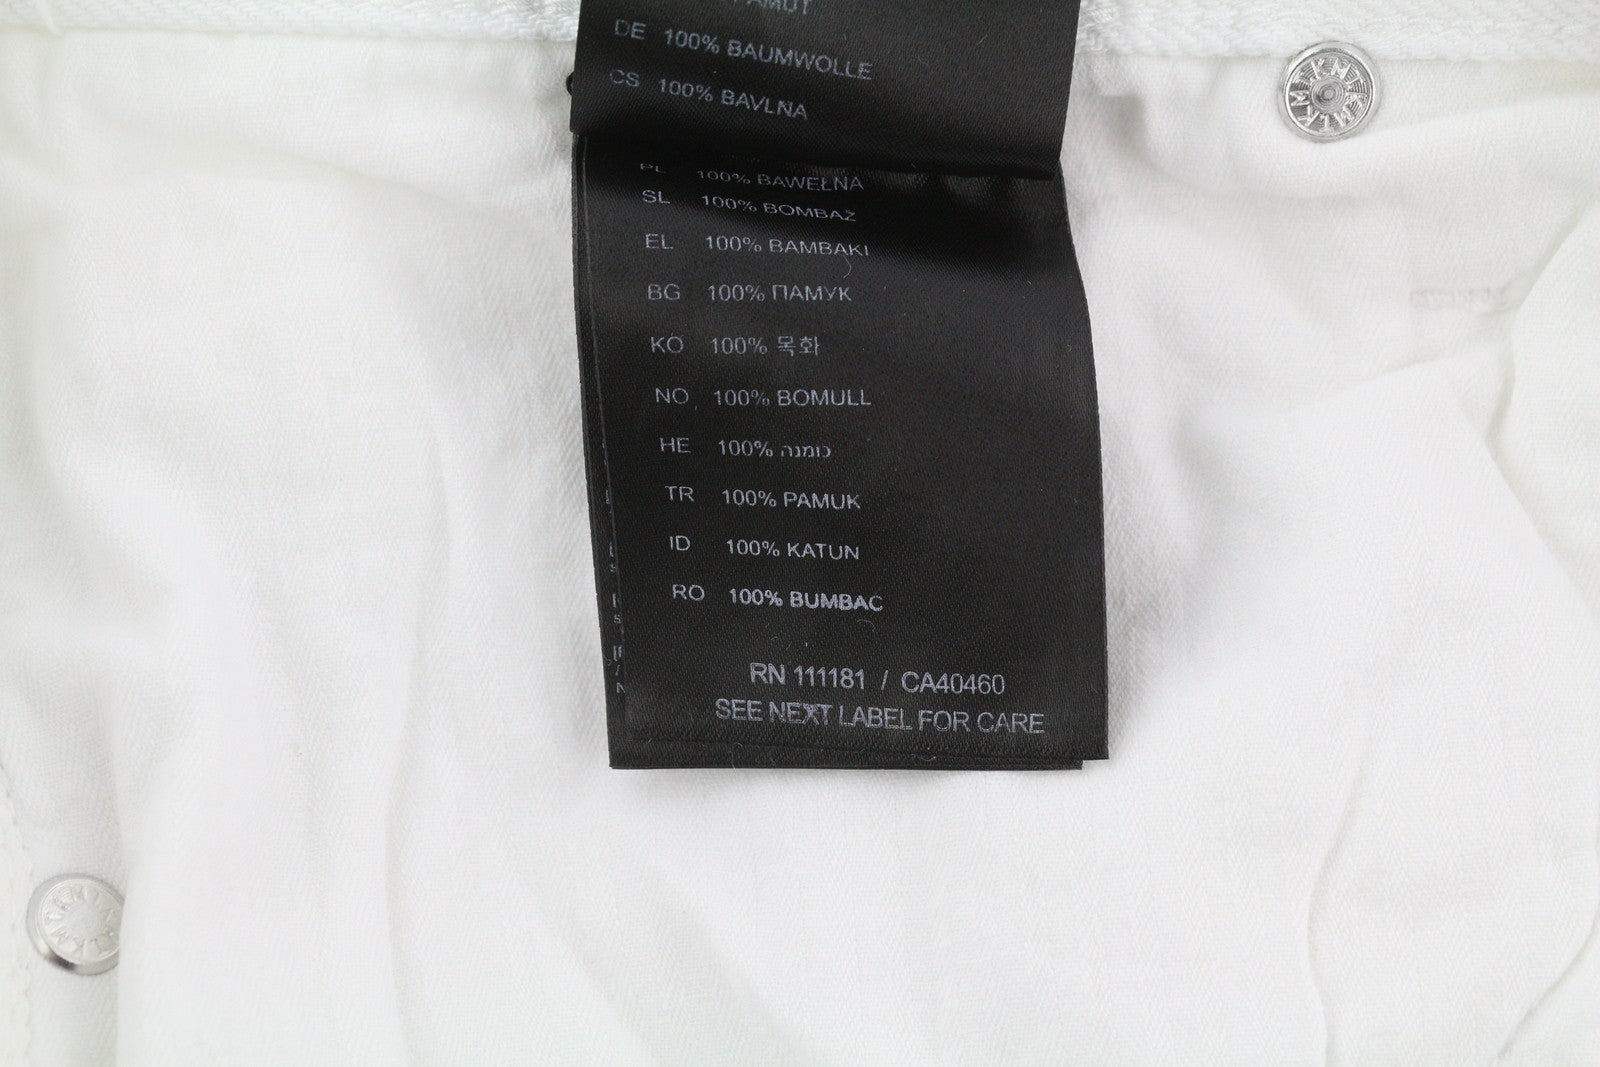 PAMUT
DE 100% BAUMWOLLE
CS 100% BAVLNA
PL 100% BAWEŁNA
SL 100% BOMBAŽ
EL 100% BAMBAKI
BG 100% ПАМУК
KO 100% 목화
NO 100% BOMULL
HE 100% כותנה
TR 100% PAMUK
ID 100% KATUN
RO 100% BUMBAC
RN 111181 / CA40460
SEE NEXT LABEL FOR CARE